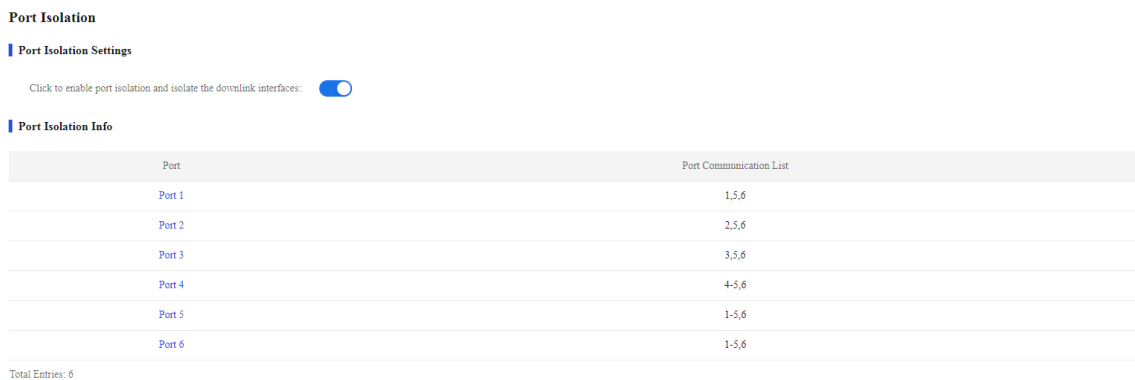 Port Isolation
Port Isolation Settings
Click to enable port isolation and isolate the downlink interfaces:
Port Isolation Info
Port Port Communication List
Port 1 1,5,6
Port 2 2,5,6
Port 3 3,5,6
Port 4 4-5,6
Port 5 1-5,6
Port 6 1-5,6
Total Entries: 6